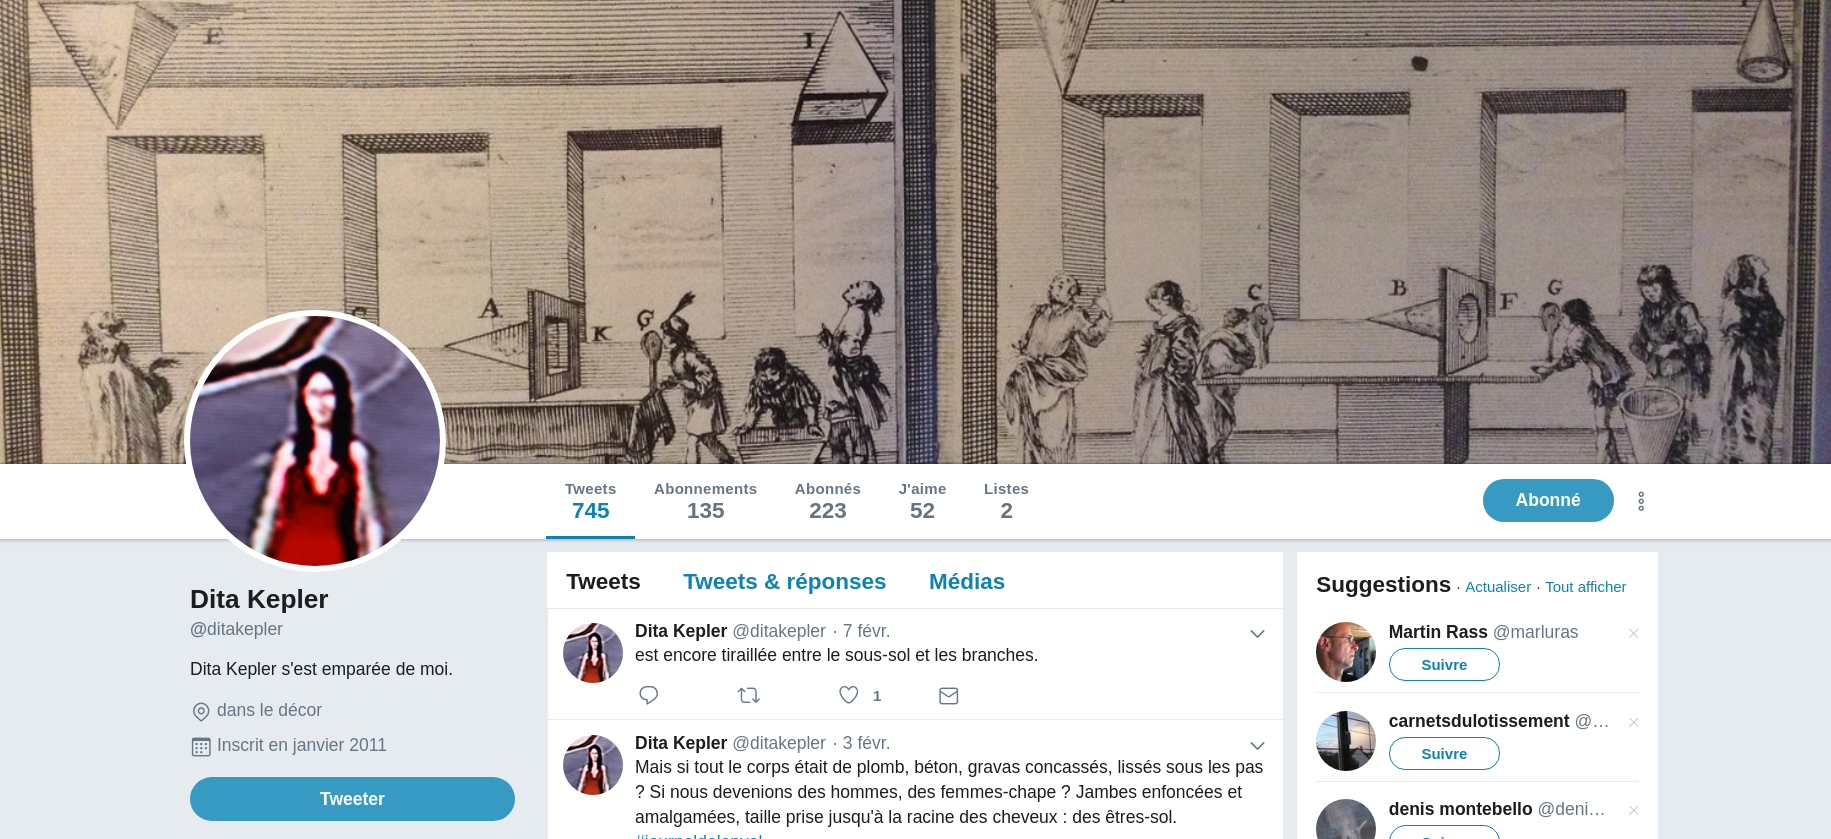 E
I
A
K
G
C
B
F
G
Tweets
745
Abonnements
135
Abonnés
223
J'aime
52
Listes
2
Abonné
Dita Kepler
@ditakepler
Dita Kepler s'est emparée de moi.
dans le décor
Inscrit en janvier 2011
Tweeter
Tweets Tweets & réponses Médias
Dita Kepler @ditakepler · 7 févr.
est encore tiraillée entre le sous-sol et les branches.
1
Dita Kepler @ditakepler · 3 févr.
Mais si tout le corps était de plomb, béton, gravas concassés, lissés sous les pas
? Si nous devenions des hommes, des femmes-chape ? Jambes enfoncées et
amalgamées, taille prise jusqu'à la racine des cheveux : des êtres-sol.
Suggestions · Actualiser · Tout afficher
Martin Rass @marluras
Suivre
carnetsdulotissement @…
Suivre
denis montebello @deni…